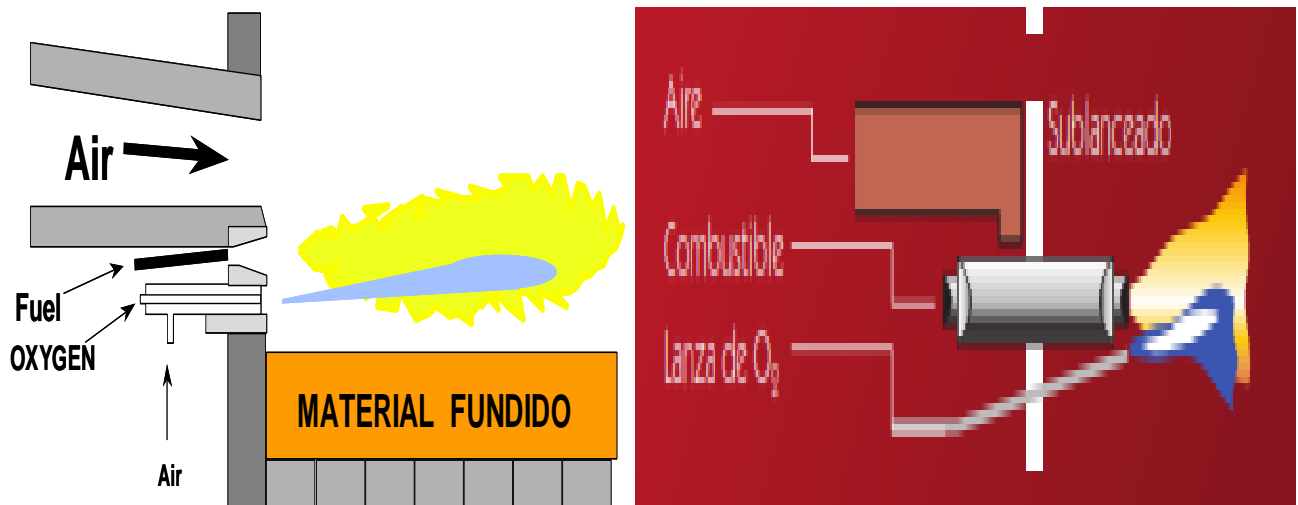 Air
Fuel
OXYGEN
Air
MATERIAL FUNDIDO
Aire
Sublanceado
Combustible
Lanza de O₂